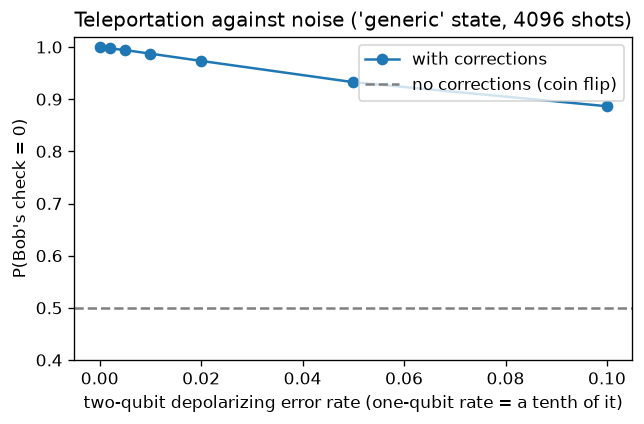 Teleportation against noise ('generic' state, 4096 shots)
with corrections
no corrections (coin flip)
P(Bob's check = 0)
1.0
0.9
0.8
0.7
0.6
0.5
0.4
0.00 0.02 0.04 0.06 0.08 0.10
two-qubit depolarizing error rate (one-qubit rate = a tenth of it)